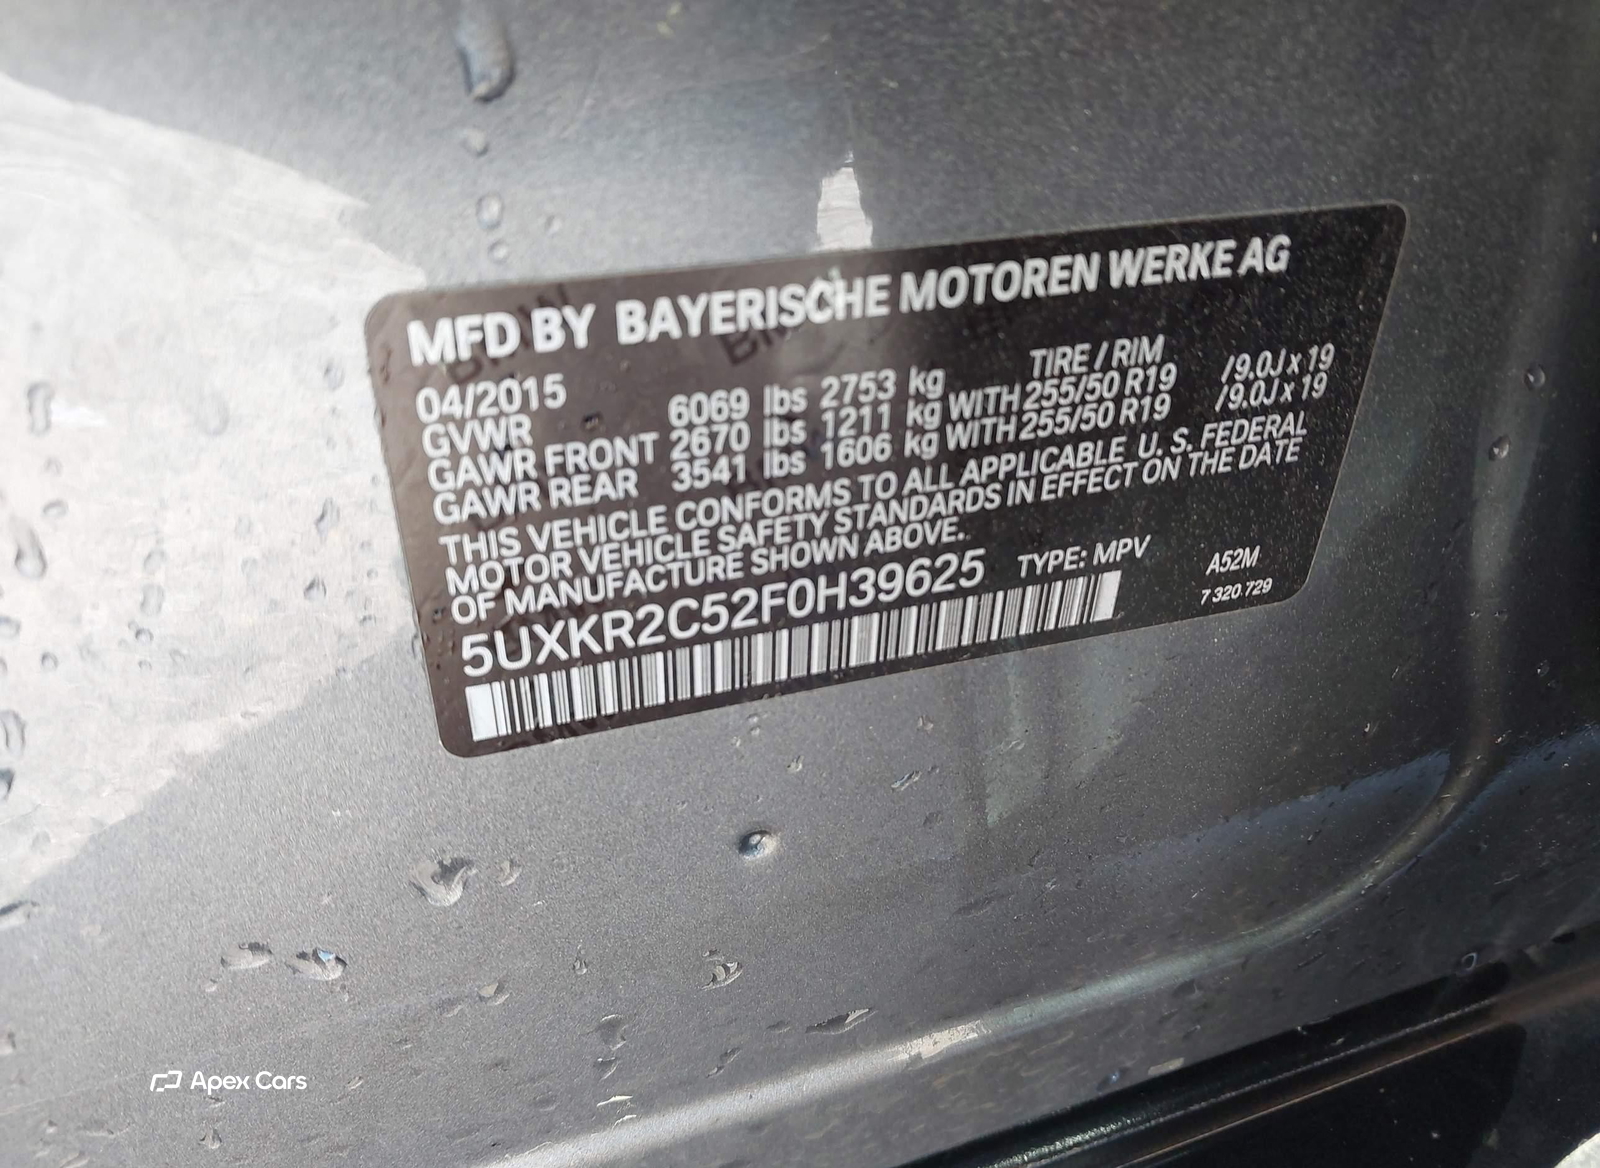 MFD BY BAYERISCHE MOTOREN WERKE AG
04/2015 TIRE / RIM
GVWR 6069 lbs 2753 kg
GAWR FRONT 2670 lbs 1211 kg WITH 255/50 R19 /9.0J x 19
GAWR REAR 3541 lbs 1606 kg WITH 255/50 R19 /9.0J x 19
THIS VEHICLE CONFORMS TO ALL APPLICABLE U. S. FEDERAL
MOTOR VEHICLE SAFETY STANDARDS IN EFFECT ON THE DATE
OF MANUFACTURE SHOWN ABOVE.
5UXKR2C52F0H39625 TYPE: MPV A52M
7 320.729
Apex Cars